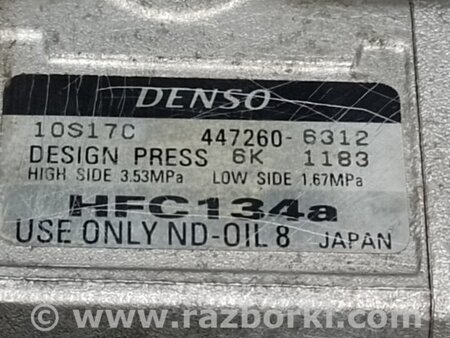 DENSO
10S17C 447260-6312
DESIGN PRESS 6K 1183
HIGH SIDE 3.53MPa LOW SIDE 1.67MPa
HFC134a
USE ONLY ND-OIL 8 JAPAN
© www.razborki.com